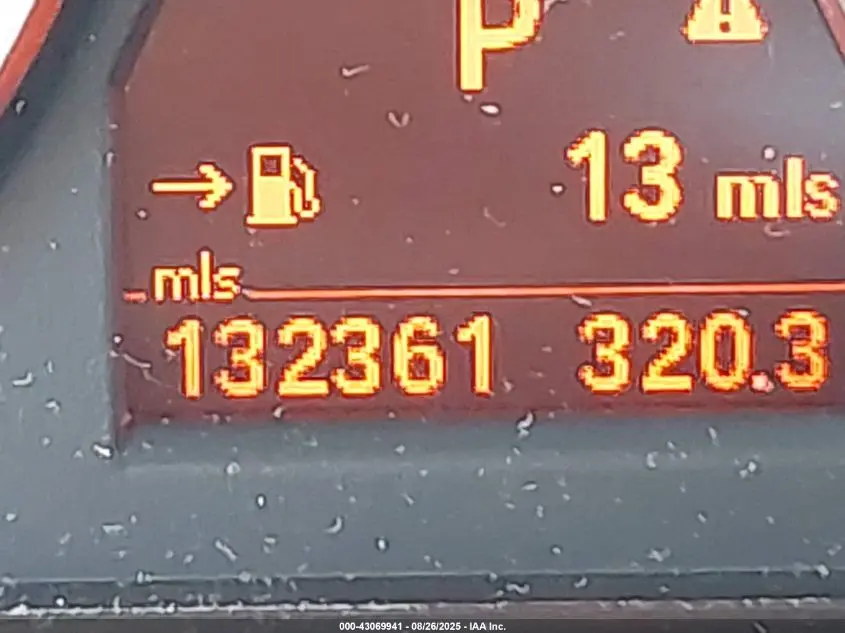 P
13 mls
mls
132361 320.3
000-43069941 - 08/26/2025 - IAA Inc.